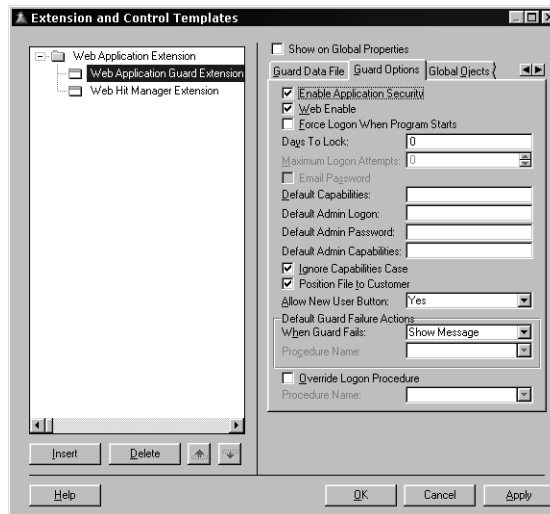 Extension and Control Templates
Web Application Extension
Web Application Guard Extension
Web Hit Manager Extension
Insert
Delete
Show on Global Properties
Guard Data File
Guard Options
Global Ojects
Enable Application Security
Web Enable
Force Logon When Program Starts
Days To Lock: 0
Maximum Logon Attempts: 0
Email Password
Default Capabilities:
Default Admin Logon:
Default Admin Password:
Default Admin Capabilities:
Ignore Capabilities Case
Position File to Customer
Allow New User Button: Yes
Default Guard Failure Actions
When Guard Fails: Show Message
Procedure Name:
Override Logon Procedure
Procedure Name:
Help
OK
Cancel
Apply